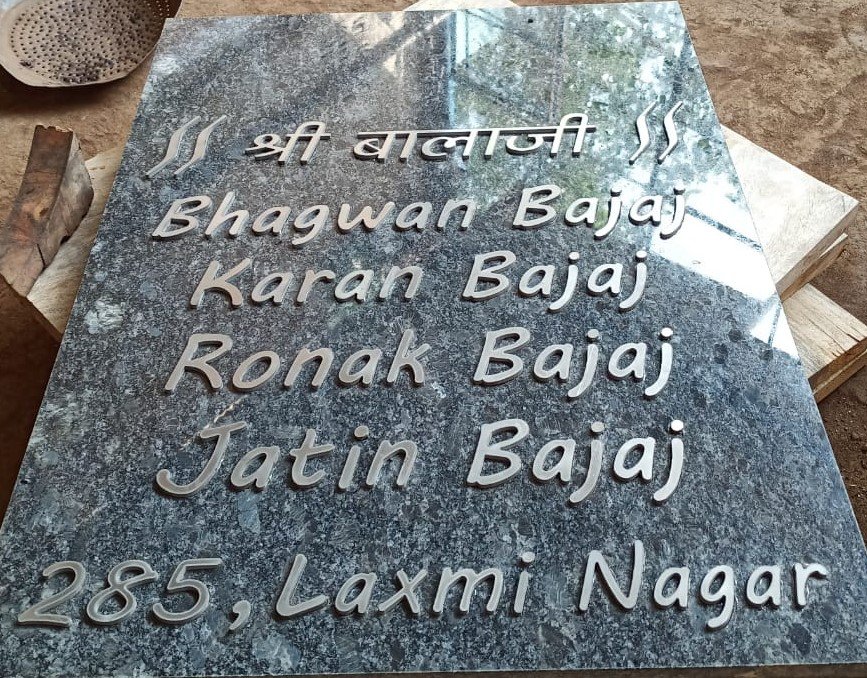 ।। श्री बालाजी ।।
Bhagwan Bajaj
Karan Bajaj
Ronak Bajaj
Jatin Bajaj
285, Laxmi Nagar